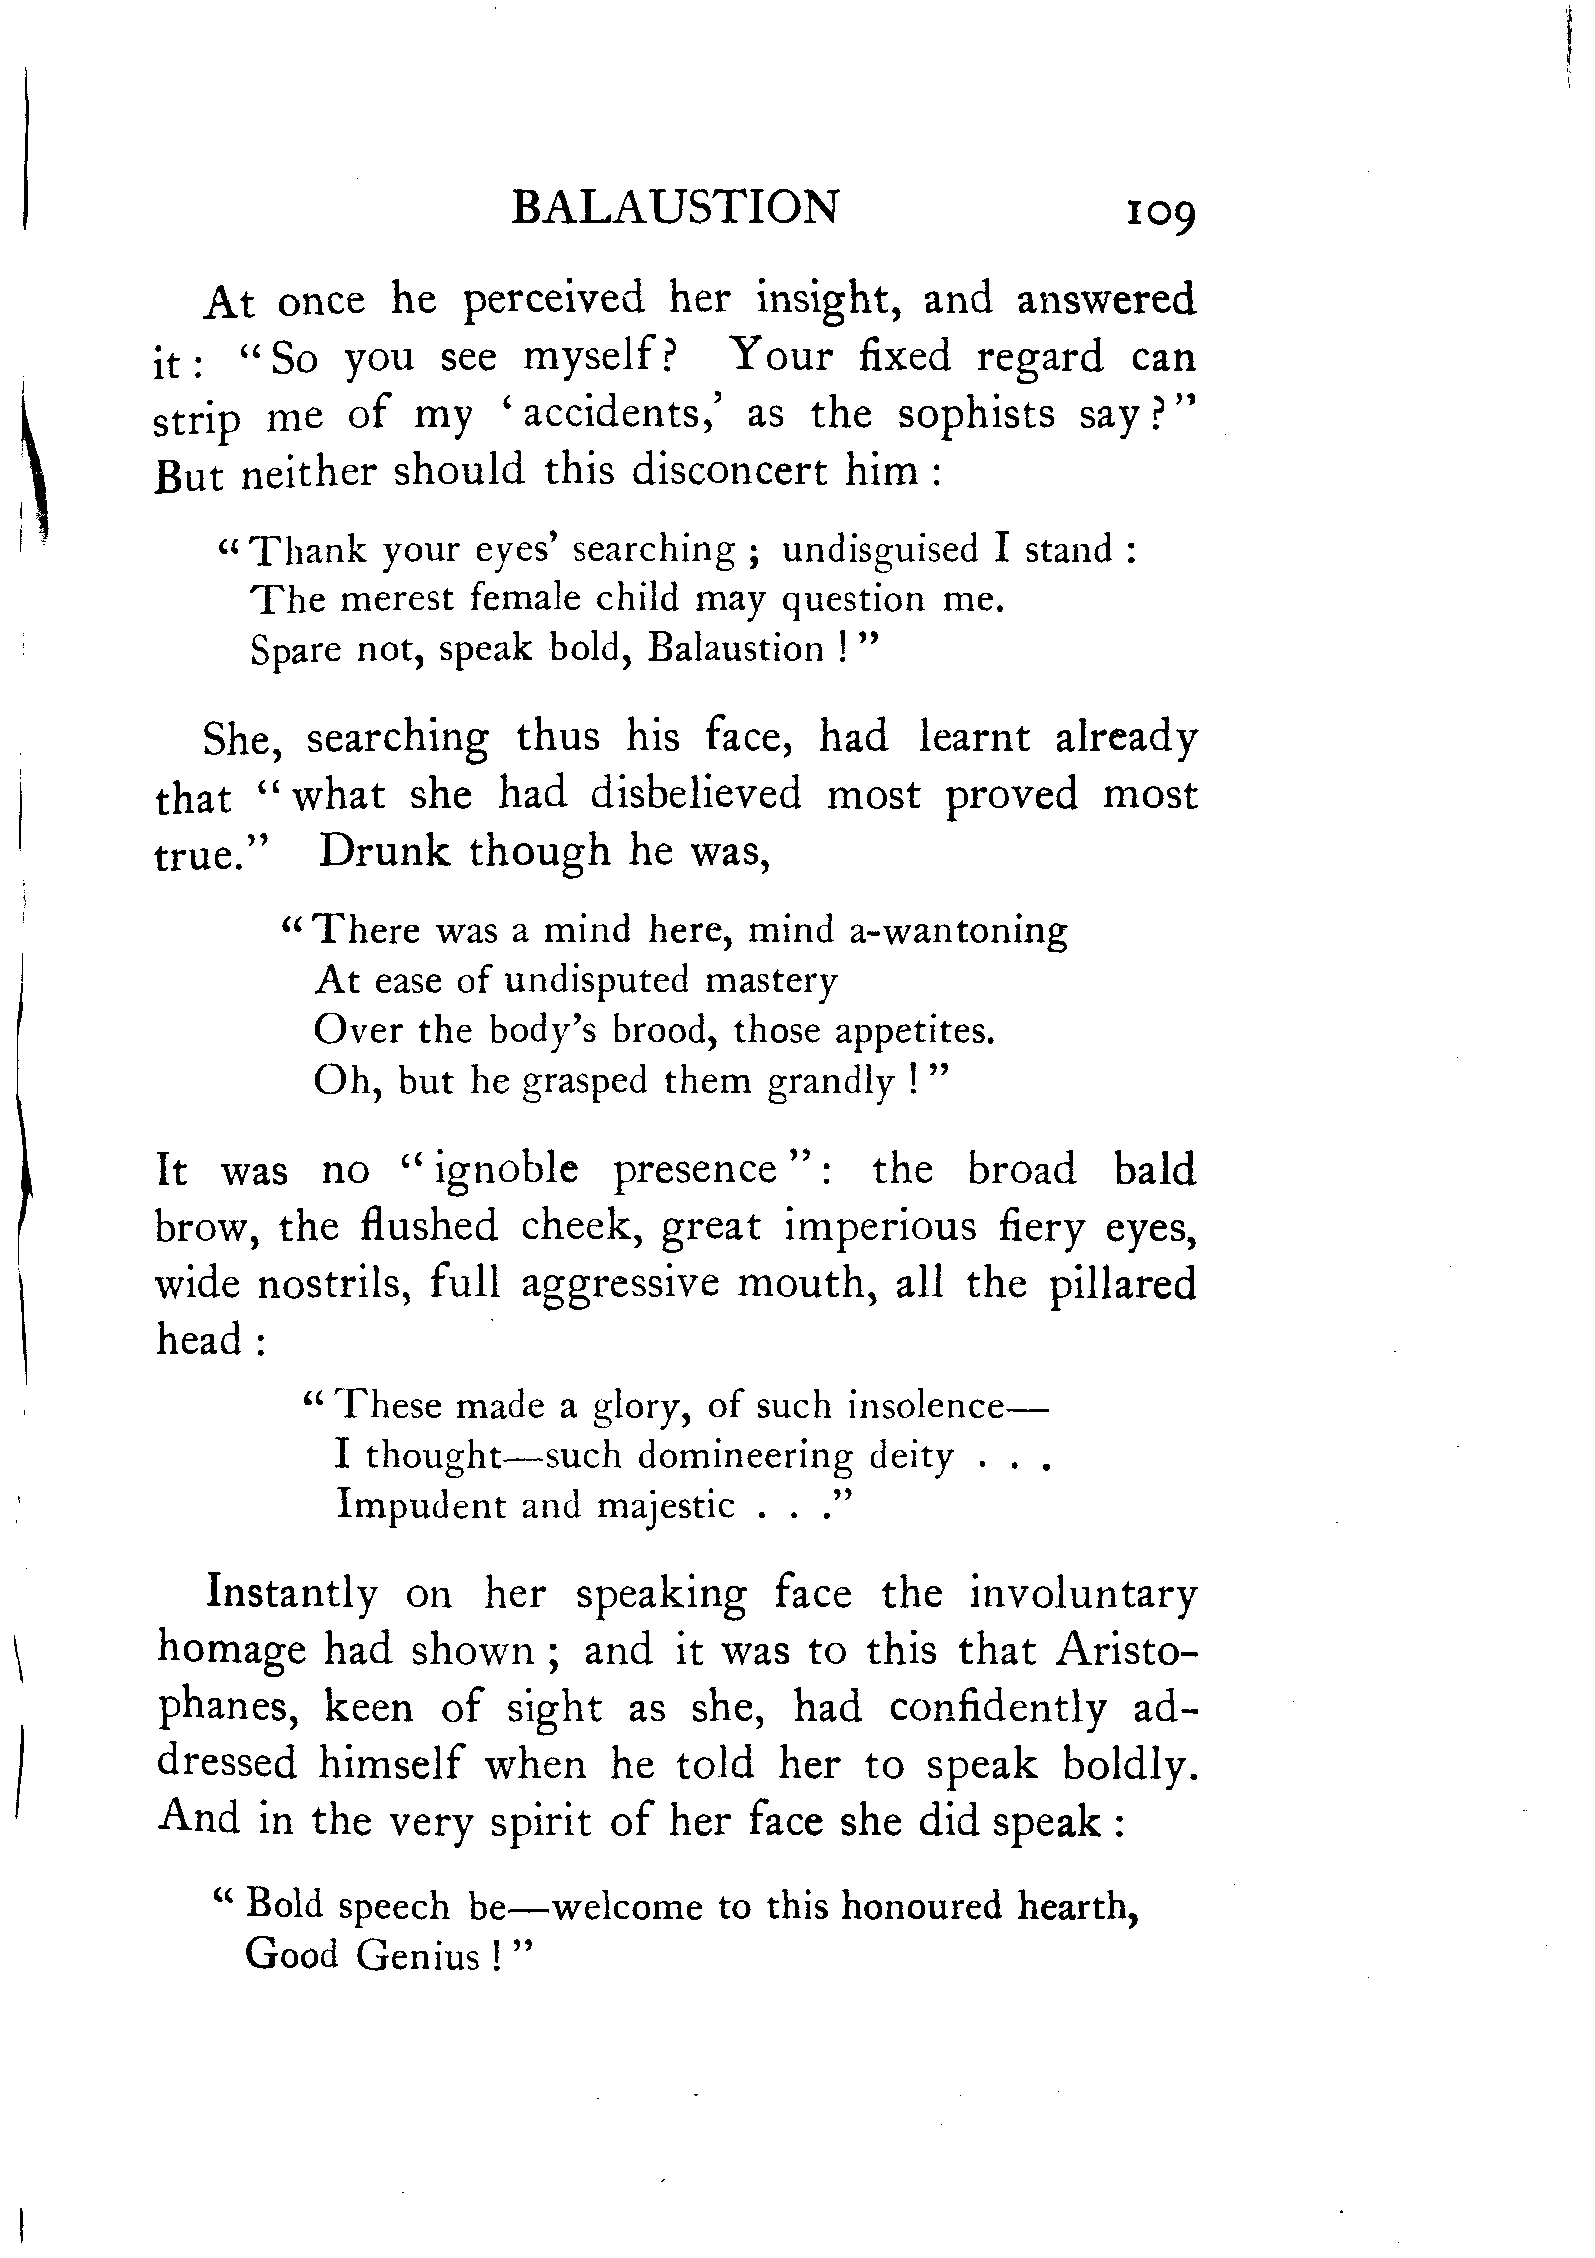 BALAUSTION 109
At once he perceived her insight, and answered
it : “ So you see myself? Your fixed regard can
strip me of my ‘ accidents,’ as the sophists say ? ”
But neither should this disconcert him :
“ Thank your eyes’ searching ; undisguised I stand :
The merest female child may question me.
Spare not, speak bold, Balaustion ! ”
She, searching thus his face, had learnt already
that “ what she had disbelieved most proved most
true.” Drunk though he was,
“ There was a mind here, mind a-wantoning
At ease of undisputed mastery
Over the body’s brood, those appetites.
Oh, but he grasped them grandly ! ”
It was no “ ignoble presence ” : the broad bald
brow, the flushed cheek, great imperious fiery eyes,
wide nostrils, full aggressive mouth, all the pillared
head :
“ These made a glory, of such insolence—
I thought—such domineering deity . . .
Impudent and majestic . . .”
Instantly on her speaking face the involuntary
homage had shown ; and it was to this that Aristo-
phanes, keen of sight as she, had confidently ad-
dressed himself when he told her to speak boldly.
And in the very spirit of her face she did speak :
“ Bold speech be—welcome to this honoured hearth,
Good Genius ! ”